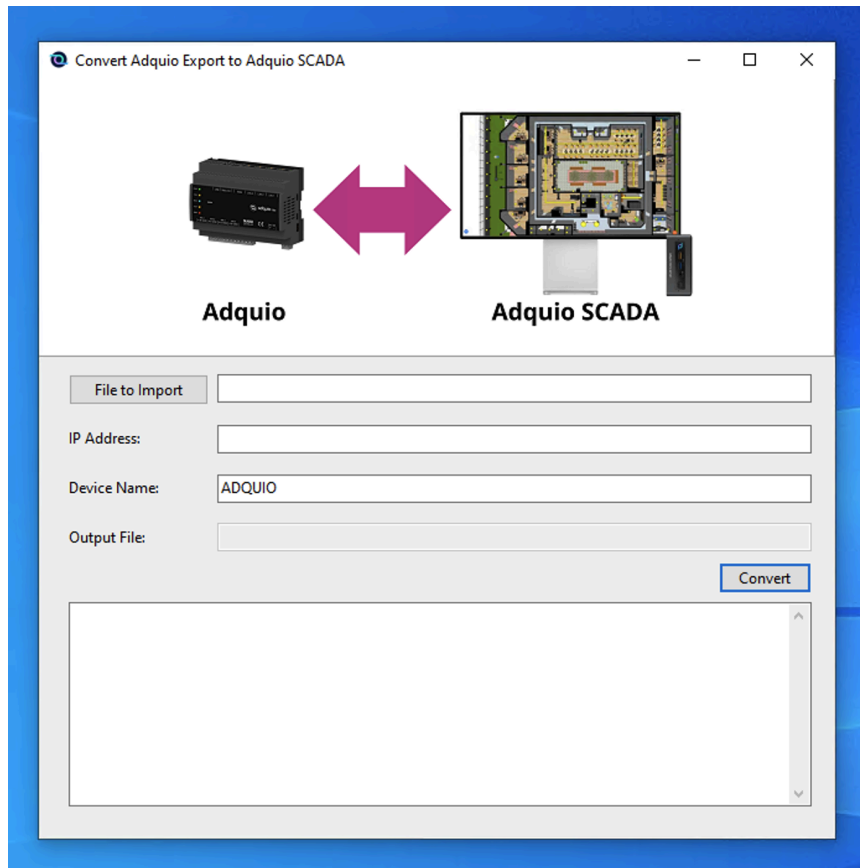 Convert Adquio Export to Adquio SCADA
Adquio
Adquio SCADA
File to Import
IP Address:
Device Name:
ADQUIO
Output File:
Convert